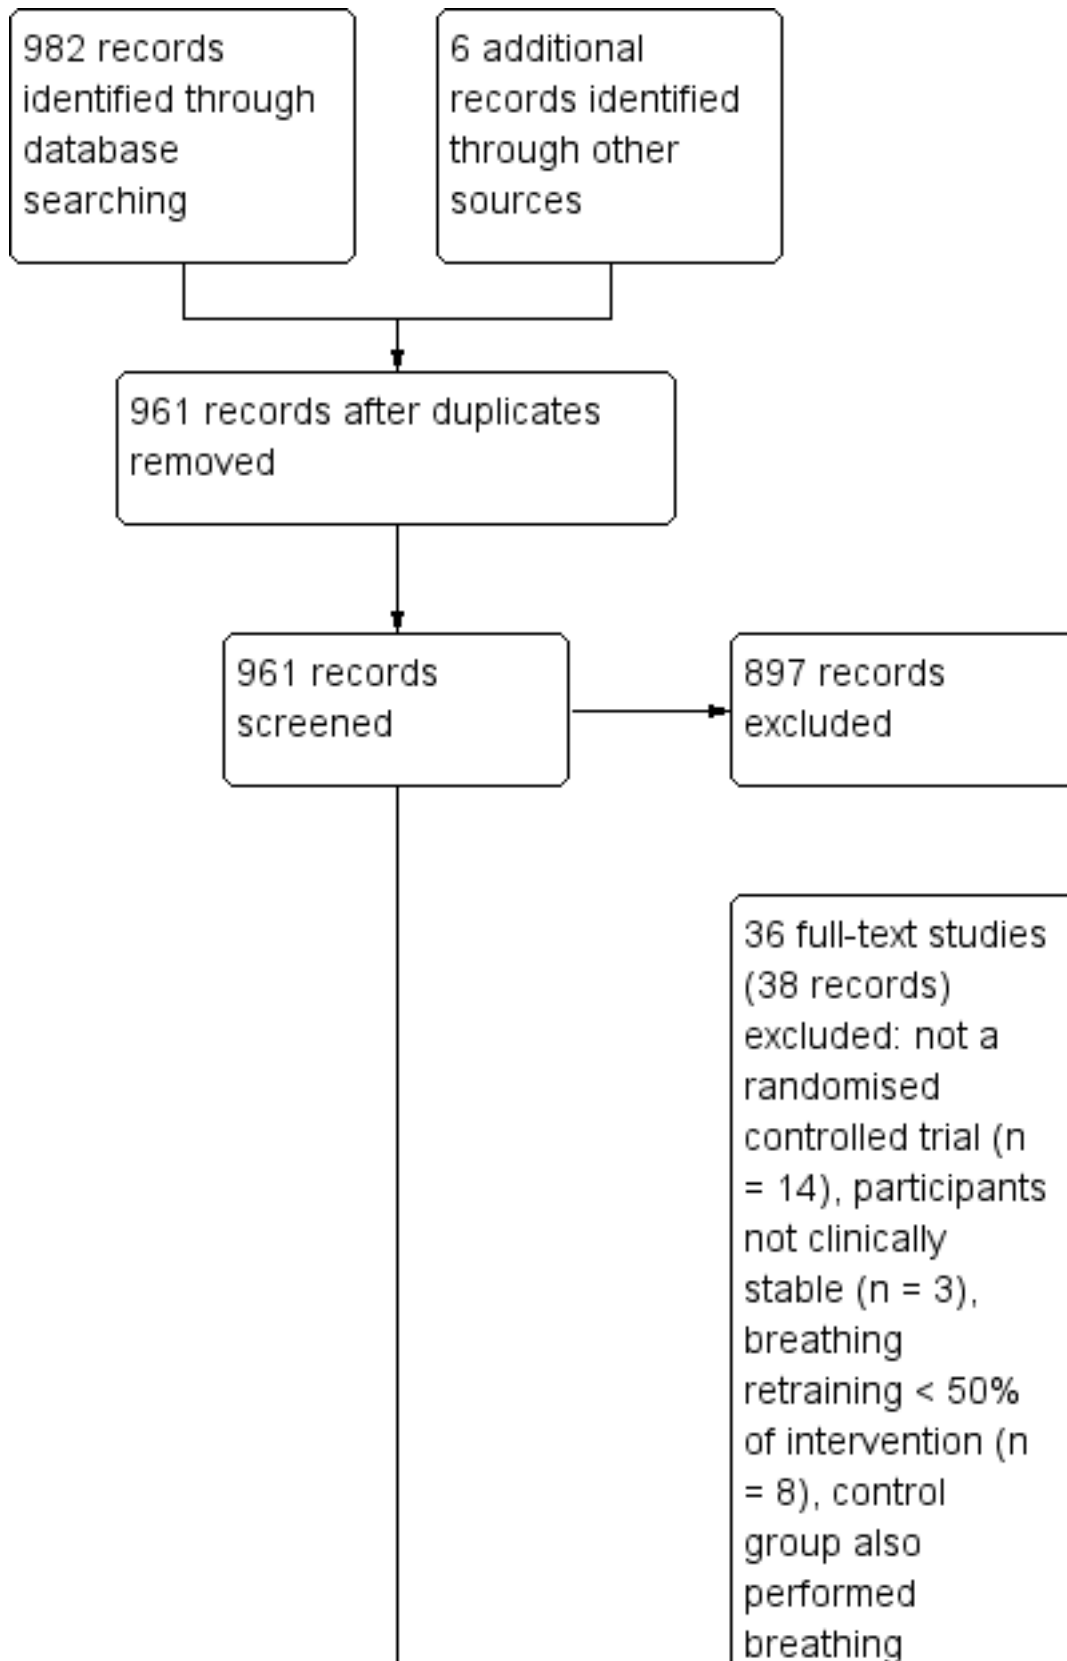 982 records
identified through
database
searching
6 additional
records identified
through other
sources
961 records after duplicates
removed
961 records
screened
897 records
excluded
36 full-text studies
(38 records)
excluded: not a
randomised
controlled trial (n
= 14), participants
not clinically
stable (n = 3),
breathing
retraining < 50%
of intervention (n
= 8), control
group also
performed
breathing